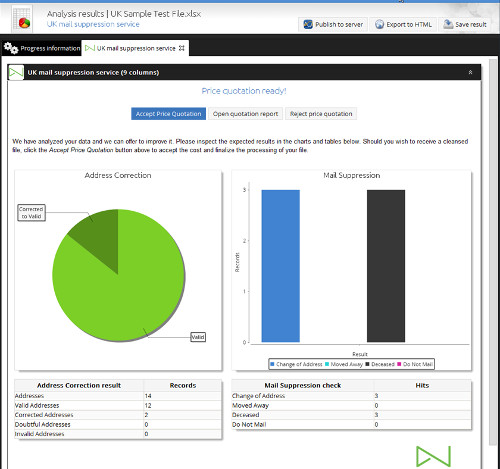 Analysis results | UK Sample Test File.xlsx
UK mail suppression service
Publish to server
Export to HTML
Save result
Progress information
UK mail suppression service
UK mail suppression service (9 columns)
Price quotation ready!
Accept Price Quotation
Open quotation report
Reject price quotation
We have analyzed your data and we can offer to improve it. Please inspect the expected results in the charts and tables below. Should you wish to receive a cleansed
file, click the Accept Price Quotation button above to accept the cost and finalize the processing of your file.
Address Correction
Corrected
to Valid
Valid
Mail Suppression
3
2
1
0
Records
Result
Change of Address
Moved Away
Deceased
Do Not Mail
Address Correction result Records
Addresses 14
Valid Addresses 12
Corrected Addresses 2
Doubtful Addresses 0
Invalid Addresses 0
Mail Suppression check Hits
Change of Address 3
Moved Away 0
Deceased 3
Do Not Mail 0